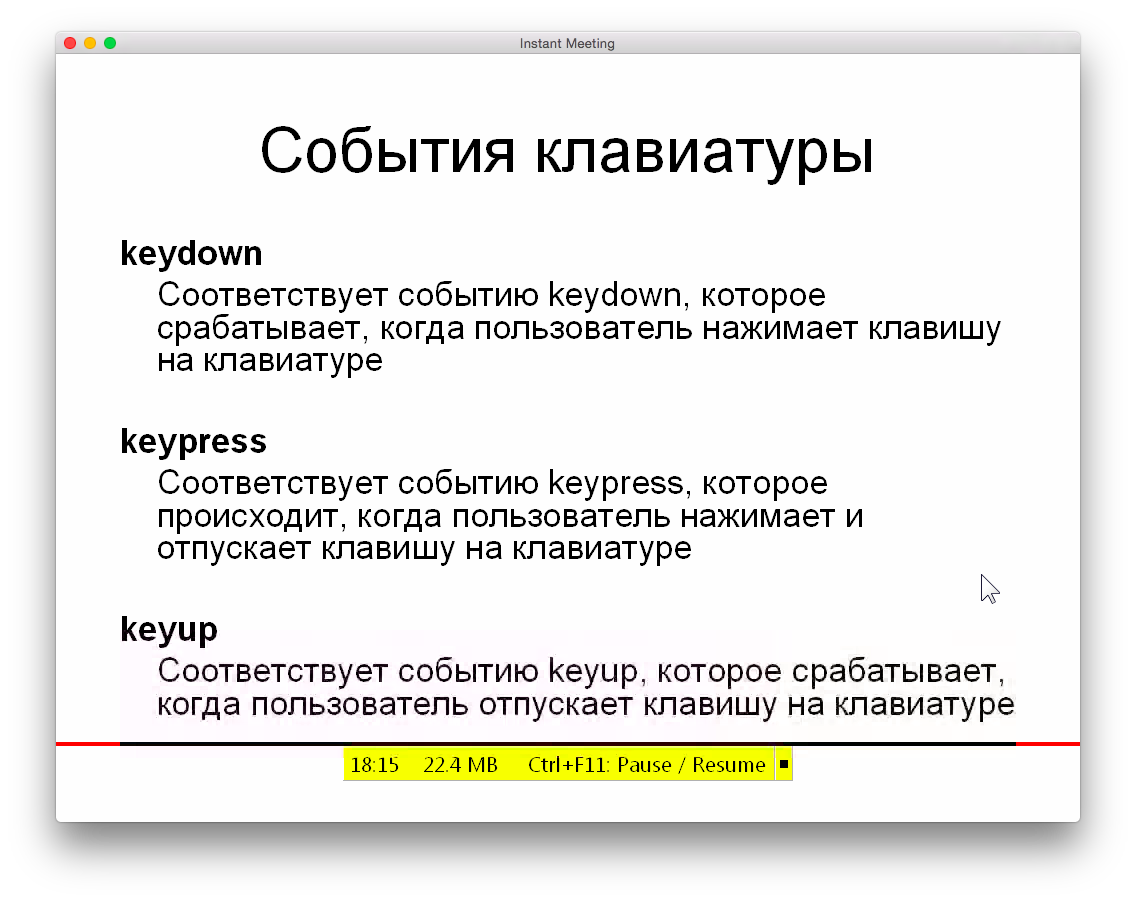 Instant Meeting
События клавиатуры
keydown
Соответствует событию keydown, которое
срабатывает, когда пользователь нажимает клавишу
на клавиатуре
keypress
Соответствует событию keypress, которое
происходит, когда пользователь нажимает и
отпускает клавишу на клавиатуре
keyup
Соответствует событию keyup, которое срабатывает,
когда пользователь отпускает клавишу на клавиатуре
18:15 22.4 MB Ctrl+F11: Pause / Resume